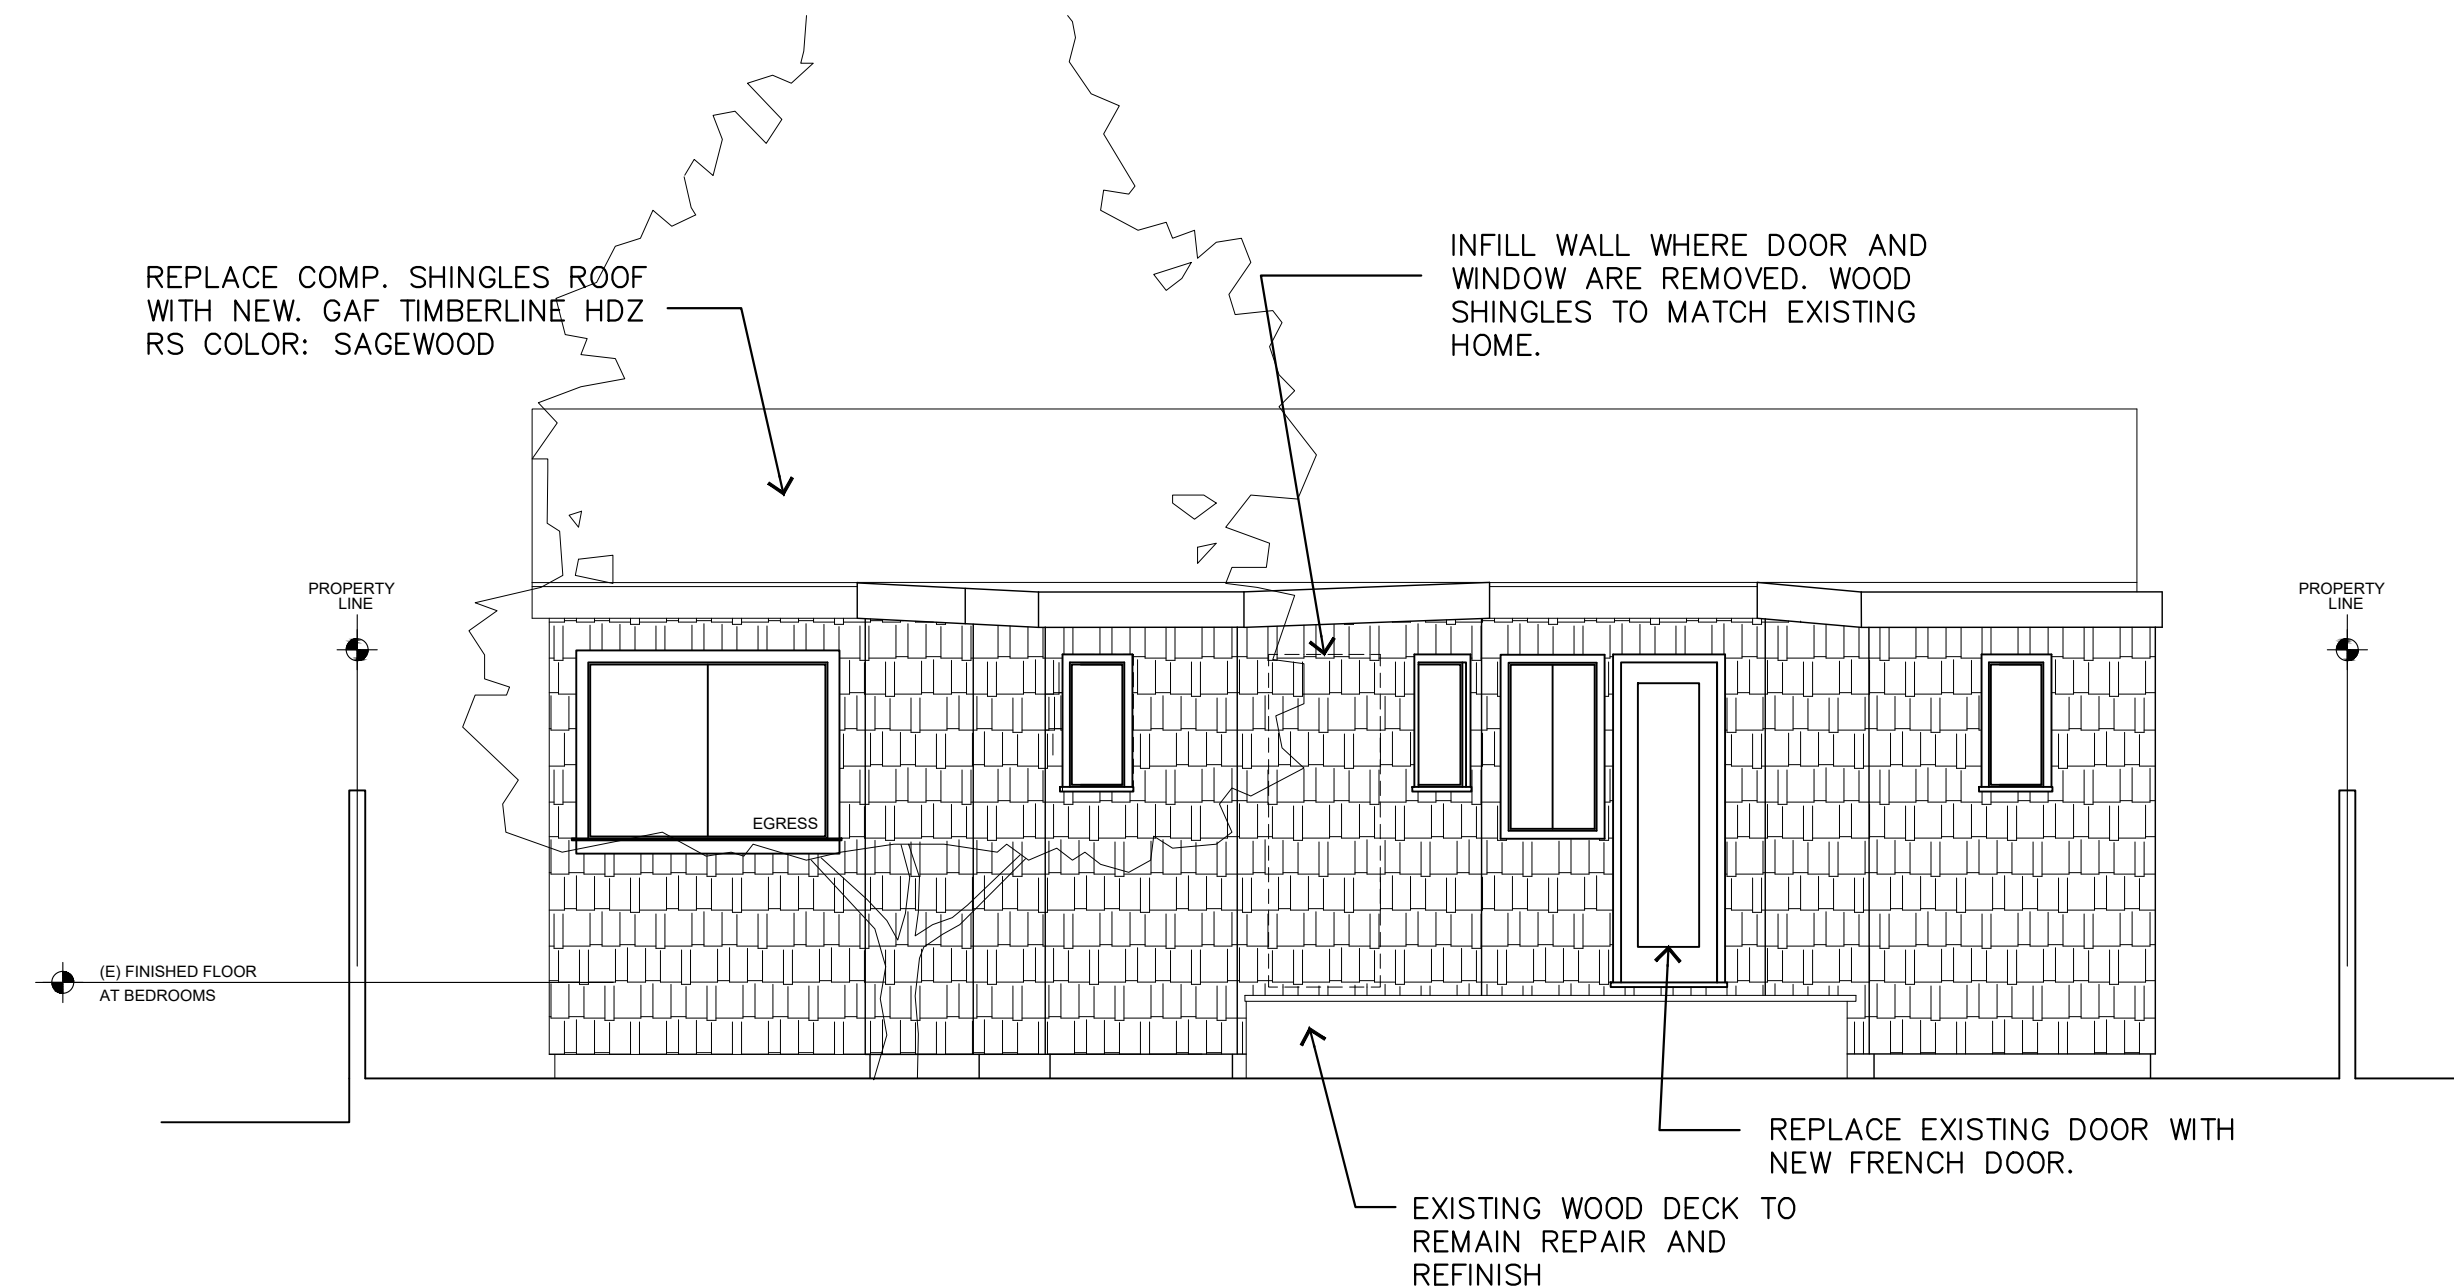 REPLACE COMP. SHINGLES ROOF
WITH NEW. GAF TIMBERLINE HDZ
RS COLOR: SAGEWOOD
INFILL WALL WHERE DOOR AND
WINDOW ARE REMOVED. WOOD
SHINGLES TO MATCH EXISTING
HOME.
PROPERTY
LINE
PROPERTY
LINE
EGRESS
(E) FINISHED FLOOR
AT BEDROOMS
REPLACE EXISTING DOOR WITH
NEW FRENCH DOOR.
EXISTING WOOD DECK TO
REMAIN REPAIR AND
REFINISH